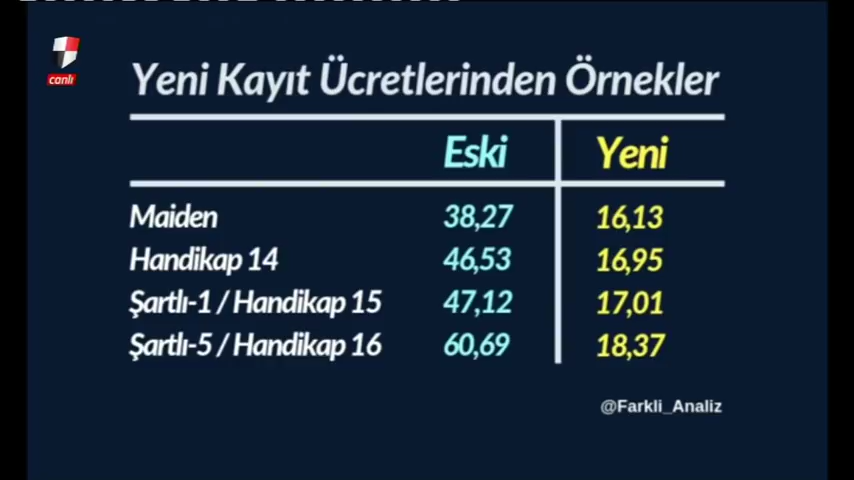 canlı
Yeni Kayıt Ücretlerinden Örnekler
Eski Yeni
Maiden 38,27 16,13
Handikap 14 46,53 16,95
Şartlı-1 / Handikap 15 47,12 17,01
Şartlı-5 / Handikap 16 60,69 18,37
@Farkli_Analiz